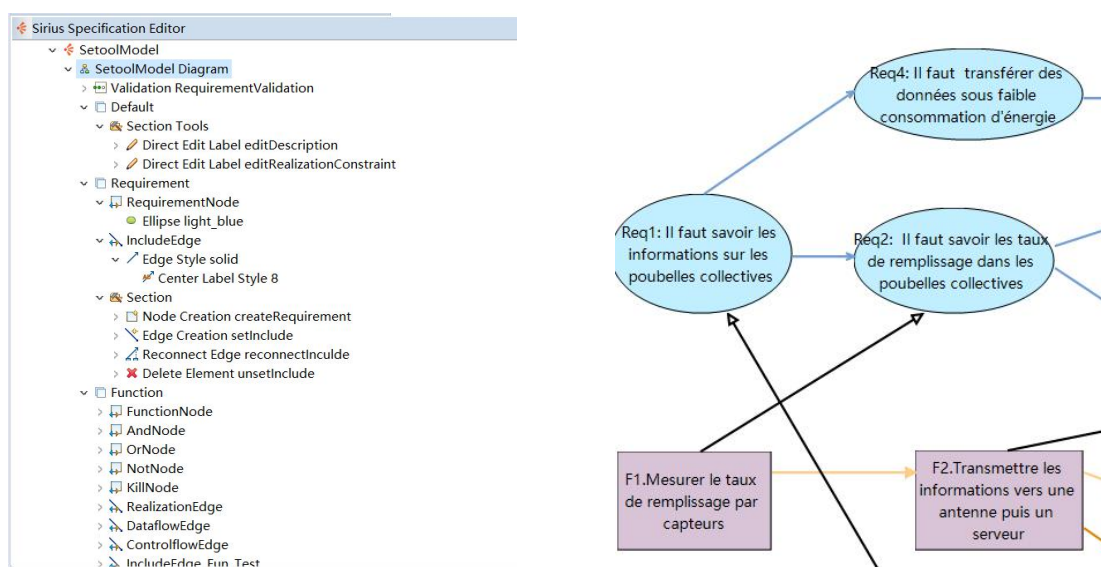 Sirius Specification Editor
SetoolModel
SetoolModel Diagram
Validation RequirementValidation
Default
Section Tools
Direct Edit Label editDescription
Direct Edit Label editRealizationConstraint
Requirement
RequirementNode
Ellipse light_blue
IncludeEdge
Edge Style solid
Center Label Style 8
Section
Node Creation createRequirement
Edge Creation setInclude
Reconnect Edge reconnectInculde
Delete Element unsetInclude
Function
FunctionNode
AndNode
OrNode
NotNode
KillNode
RealizationEdge
DataflowEdge
ControlflowEdge
IncludeEdge_Fun_Test
Req4: Il faut transférer des
données sous faible
consommation d'énergie
Req1: Il faut savoir les
informations sur les
poubelles collectives
Req2: Il faut savoir les taux
de remplissage dans les
poubelles collectives
F1.Mesurer le taux
de remplissage par
capteurs
F2.Transmettre les
informations vers une
antenne puis un
serveur